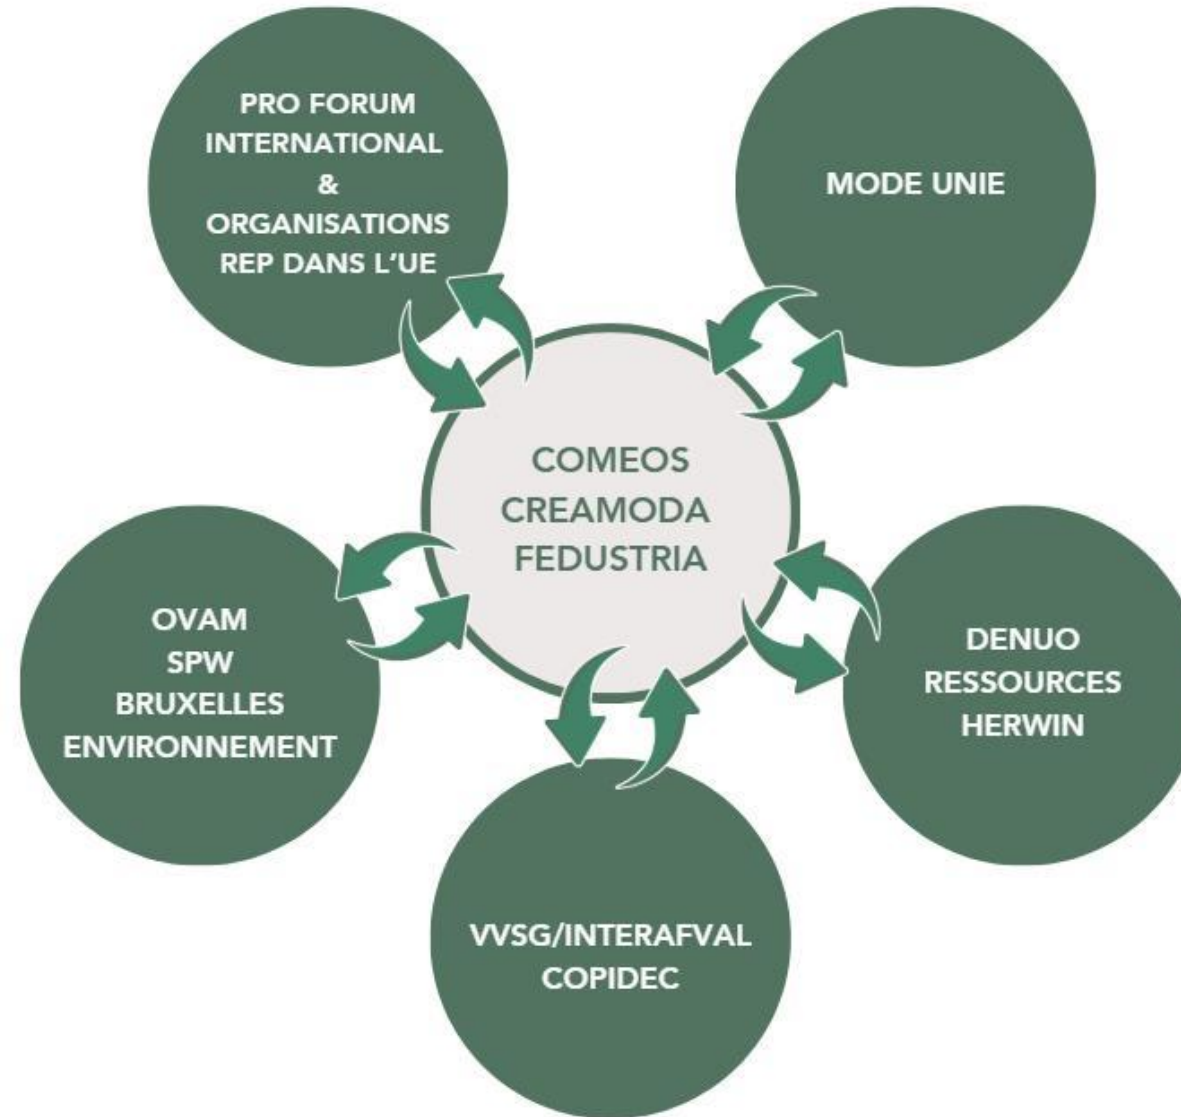 PRO FORUM
INTERNATIONAL
&
ORGANISATIONS
REP DANS L'UE
MODE UNIE
COMEOS
CREAMODA
FEDUSTRIA
OVAM
SPW
BRUXELLES
ENVIRONNEMENT
DENUO
RESSOURCES
HERWIN
VVSG/INTERAFVAL
COPIDEC